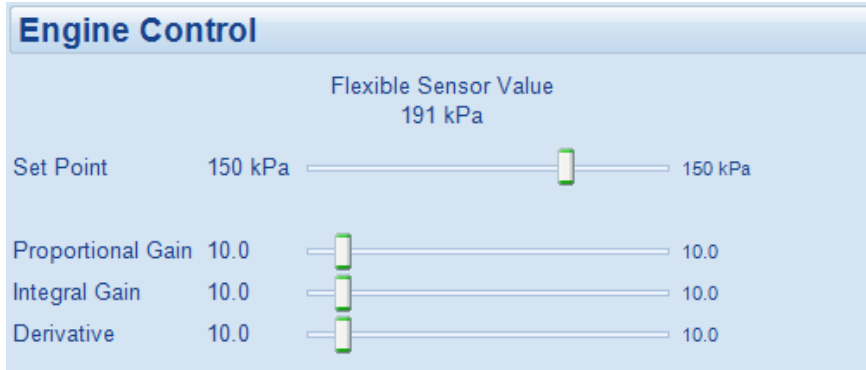 Engine Control
Flexible Sensor Value
191 kPa
Set Point 150 kPa 150 kPa
Proportional Gain 10.0 10.0
Integral Gain 10.0 10.0
Derivative 10.0 10.0